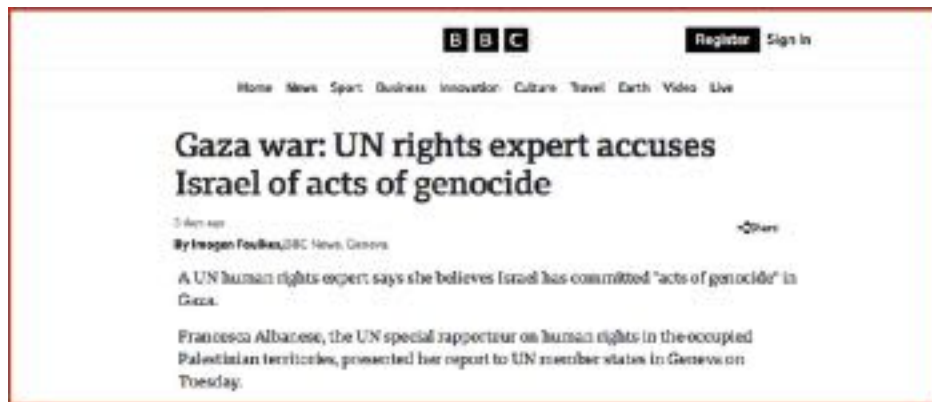 BBC
Register Sign In
Home News Sport Business Innovation Culture Travel Earth Video Live
Gaza war: UN rights expert accuses
Israel of acts of genocide
Share
By Imogen Foulkes, BBC News, Geneva
A UN human rights expert says she believes Israel has committed "acts of genocide" in
Gaza.
Francesca Albanese, the UN special rapporteur on human rights in the occupied
Palestinian territories, presented her report to UN member states in Geneva on
Tuesday.